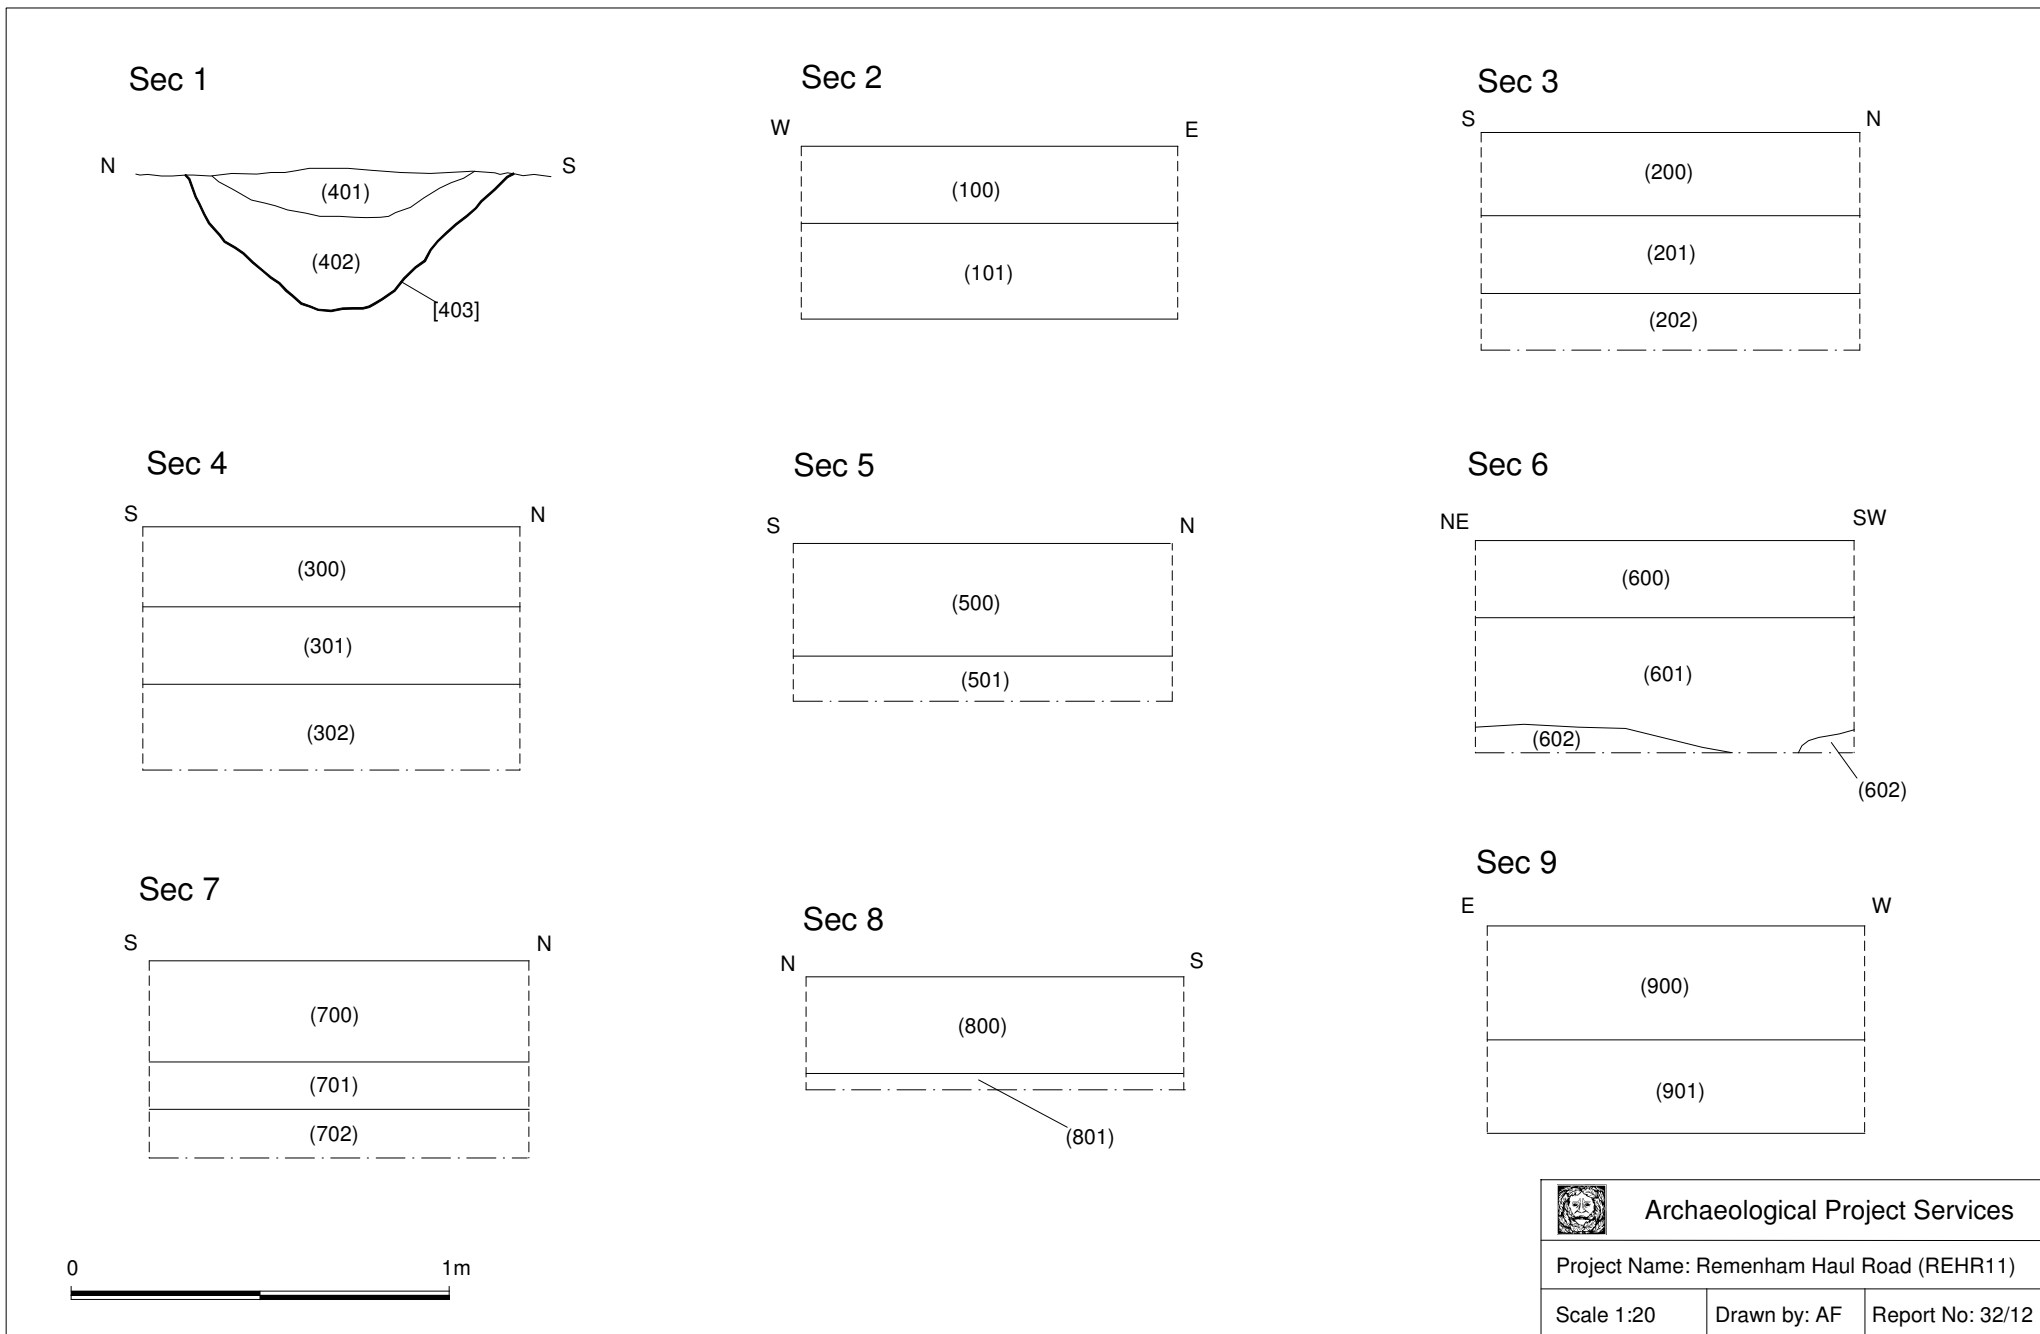 Sec 1
N
S
(401)
(402)
[403]
Sec 2
W
E
(100)
(101)
Sec 3
S
N
(200)
(201)
(202)
Sec 4
S
N
(300)
(301)
(302)
Sec 5
S
N
(500)
(501)
Sec 6
NE
SW
(600)
(601)
(602)
(602)
Sec 7
S
N
(700)
(701)
(702)
Sec 8
N
S
(800)
(801)
Sec 9
E
W
(900)
(901)
0
1m
Archaeological Project Services
Project Name: Remenham Haul Road (REHR11)
Scale 1:20
Drawn by: AF
Report No: 32/12